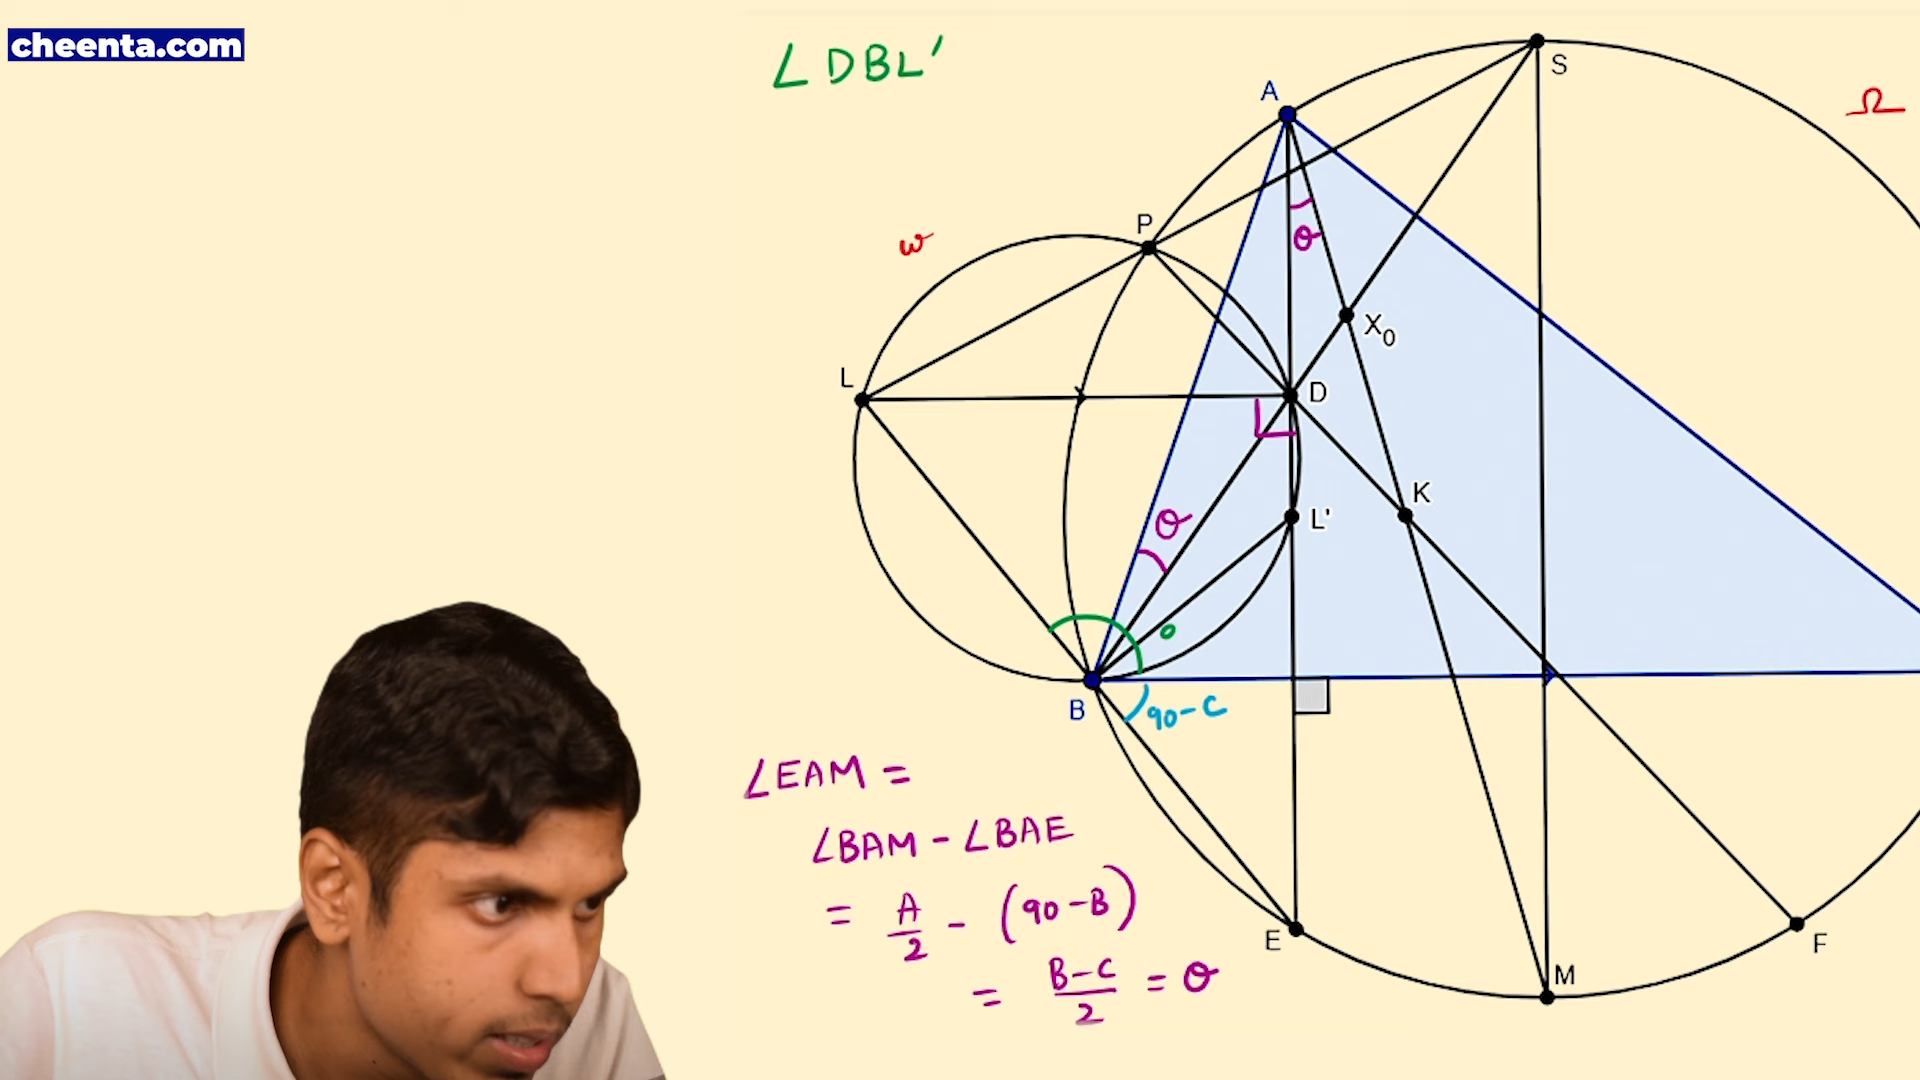 cheenta.com
∠DBL'
S
A
Ω
P
ω
θ
X₀
L
D
K
θ
L'
B
90-C
∠EAM =
∠BAM - ∠BAE
= A/2 - (90-B)
E
F
= B-C/2 = θ
M